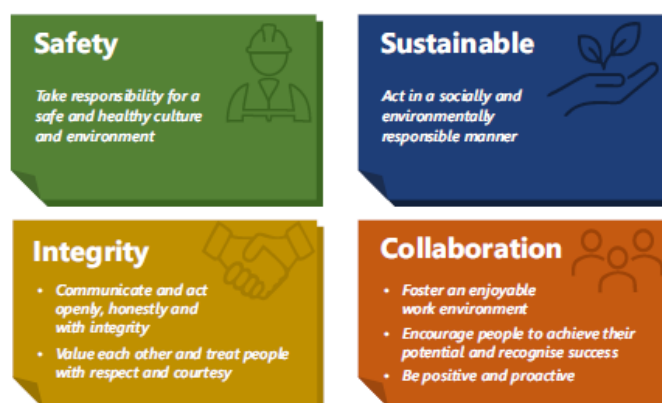 Safety
Take responsibility for a
safe and healthy culture
and environment
Sustainable
Act in a socially and
environmentally
responsible manner
Integrity
• Communicate and act
openly, honestly and
with integrity
• Value each other and treat people
with respect and courtesy
Collaboration
• Foster an enjoyable
work environment
• Encourage people to achieve their
potential and recognise success
• Be positive and proactive